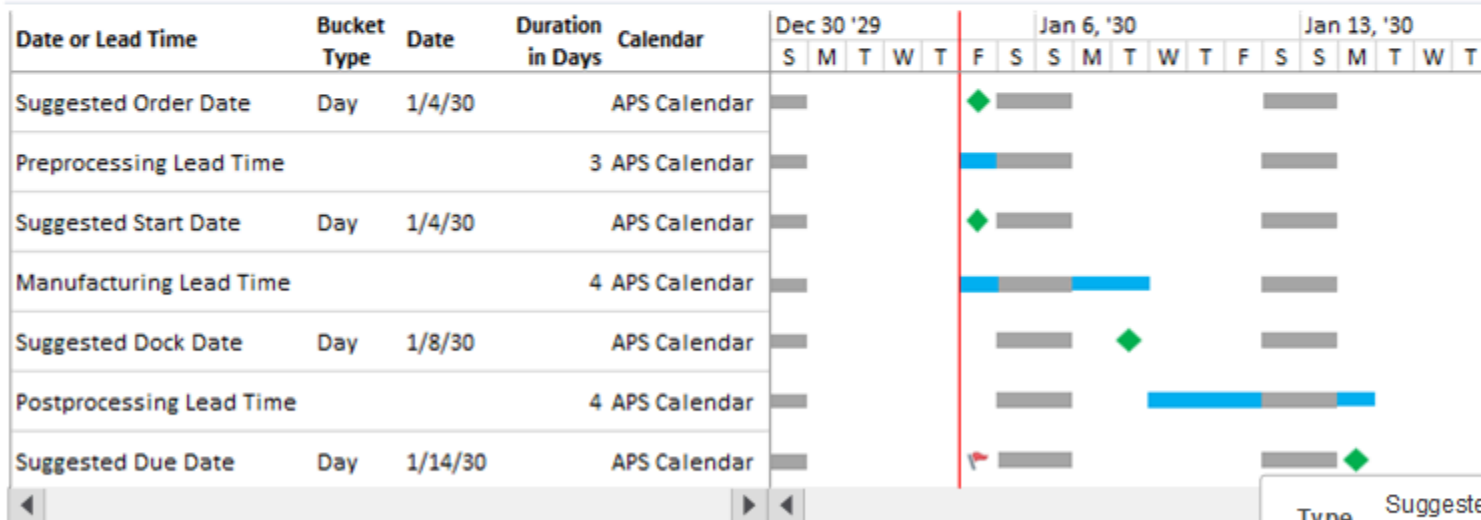 Date or Lead Time Bucket Type Date Duration in Days Calendar Dec 30 '29 Jan 6, '30 Jan 13, '30
S M T W T F S S M T W T F S S M T W T
Suggested Order Date Day 1/4/30 APS Calendar
Preprocessing Lead Time 3 APS Calendar
Suggested Start Date Day 1/4/30 APS Calendar
Manufacturing Lead Time 4 APS Calendar
Suggested Dock Date Day 1/8/30 APS Calendar
Postprocessing Lead Time 4 APS Calendar
Suggested Due Date Day 1/14/30 APS Calendar
Type Suggeste